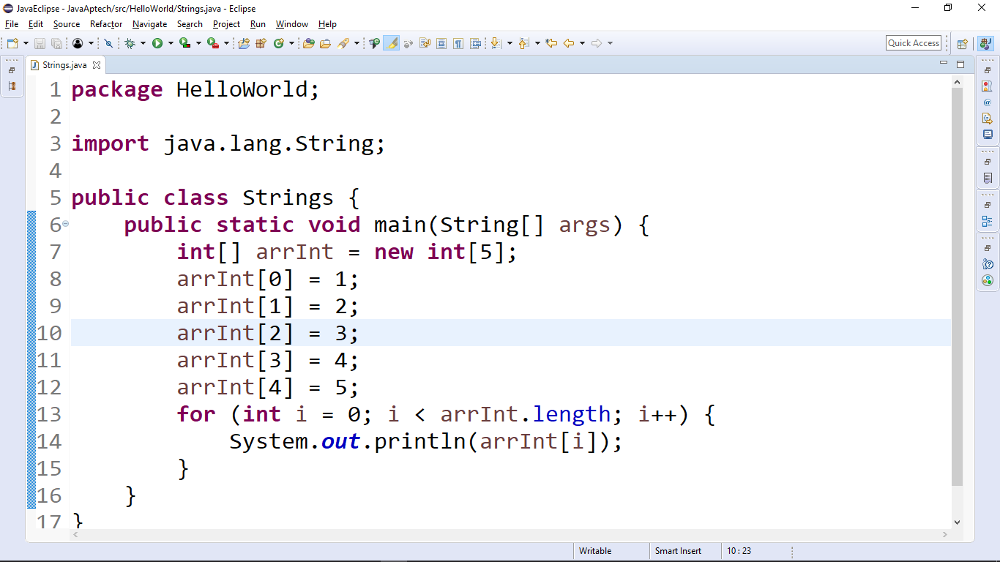 JavaEclipse - JavaAptech/src/HelloWorld/Strings.java - Eclipse
File Edit Source Refactor Navigate Search Project Run Window Help
Quick Access
Strings.java
1 package HelloWorld;
2
3 import java.lang.String;
4
5 public class Strings {
6 public static void main(String[] args) {
7 int[] arrInt = new int[5];
8 arrInt[0] = 1;
9 arrInt[1] = 2;
10 arrInt[2] = 3;
11 arrInt[3] = 4;
12 arrInt[4] = 5;
13 for (int i = 0; i < arrInt.length; i++) {
14 System.out.println(arrInt[i]);
15 }
16 }
17 }
Writable Smart Insert 10 : 23